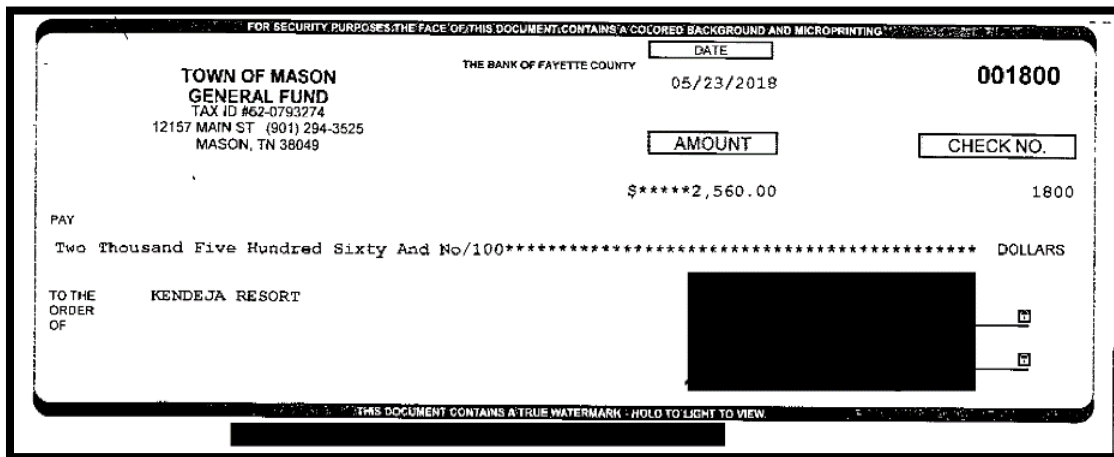 FOR SECURITY PURPOSES, THE FACE OF THIS DOCUMENT CONTAINS A COLORED BACKGROUND AND MICROPRINTING
DATE
THE BANK OF FAYETTE COUNTY
05/23/2018
001800
TOWN OF MASON
GENERAL FUND
TAX ID #62-0793274
12157 MAIN ST (901) 294-3525
MASON, TN 38049
AMOUNT
CHECK NO.
$*****2,560.00
1800
PAY
Two Thousand Five Hundred Sixty And No/100******************************************** DOLLARS
TO THE
ORDER
OF
KENDEJA RESORT
THIS DOCUMENT CONTAINS A TRUE WATERMARK - HOLD TO LIGHT TO VIEW.